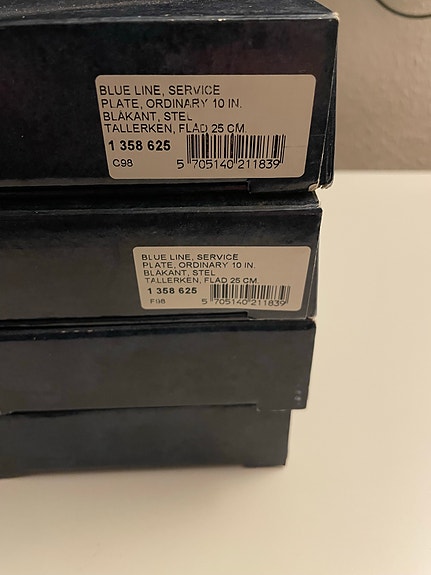 BLUE LINE, SERVICE
PLATE, ORDINARY 10 IN.
BLÅKANT, STEL
TALLERKEN, FLAD 25 CM.
1 358 625
C98
5 705140 211839
BLUE LINE, SERVICE
PLATE, ORDINARY 10 IN.
BLÅKANT, STEL
TALLERKEN, FLAD 25 CM.
1 358 625
F98
5 705140 211839